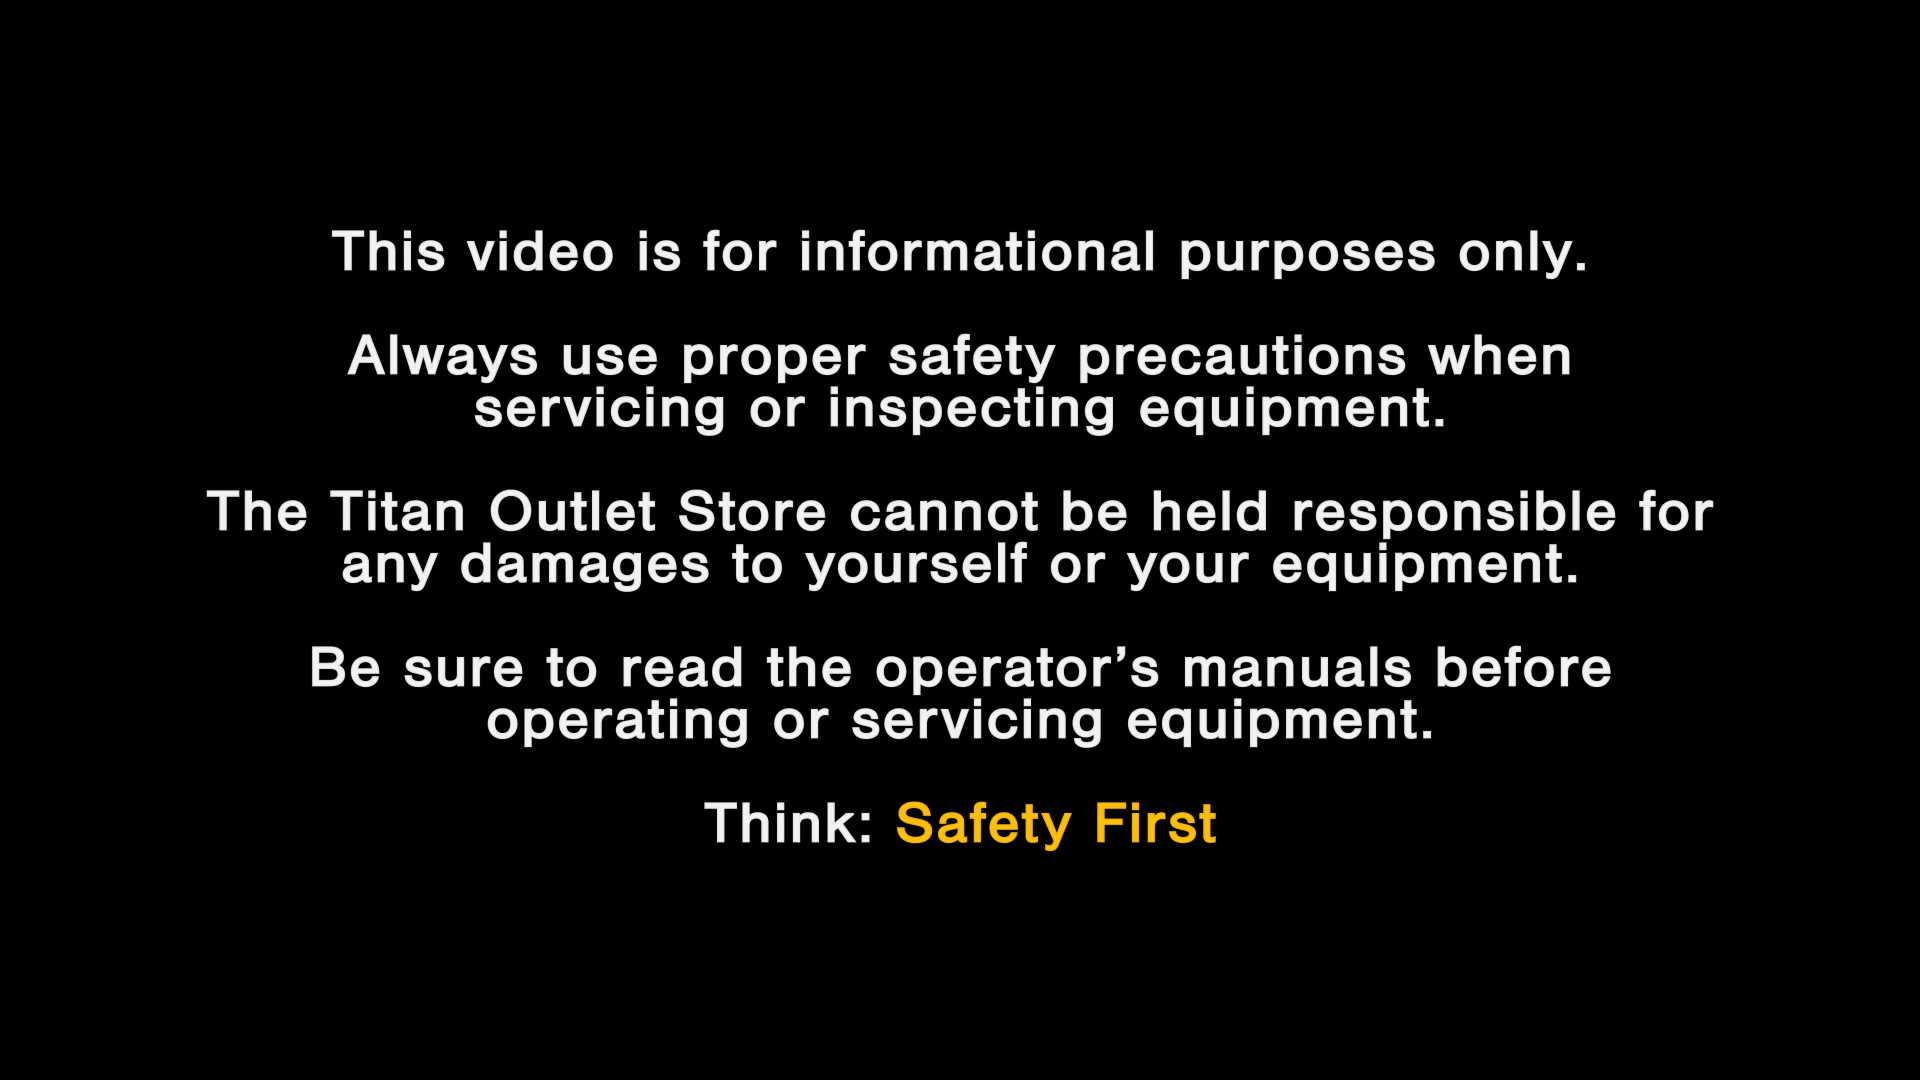 This video is for informational purposes only.
Always use proper safety precautions when
servicing or inspecting equipment.
The Titan Outlet Store cannot be held responsible for
any damages to yourself or your equipment.
Be sure to read the operator’s manuals before
operating or servicing equipment.
Think: Safety First